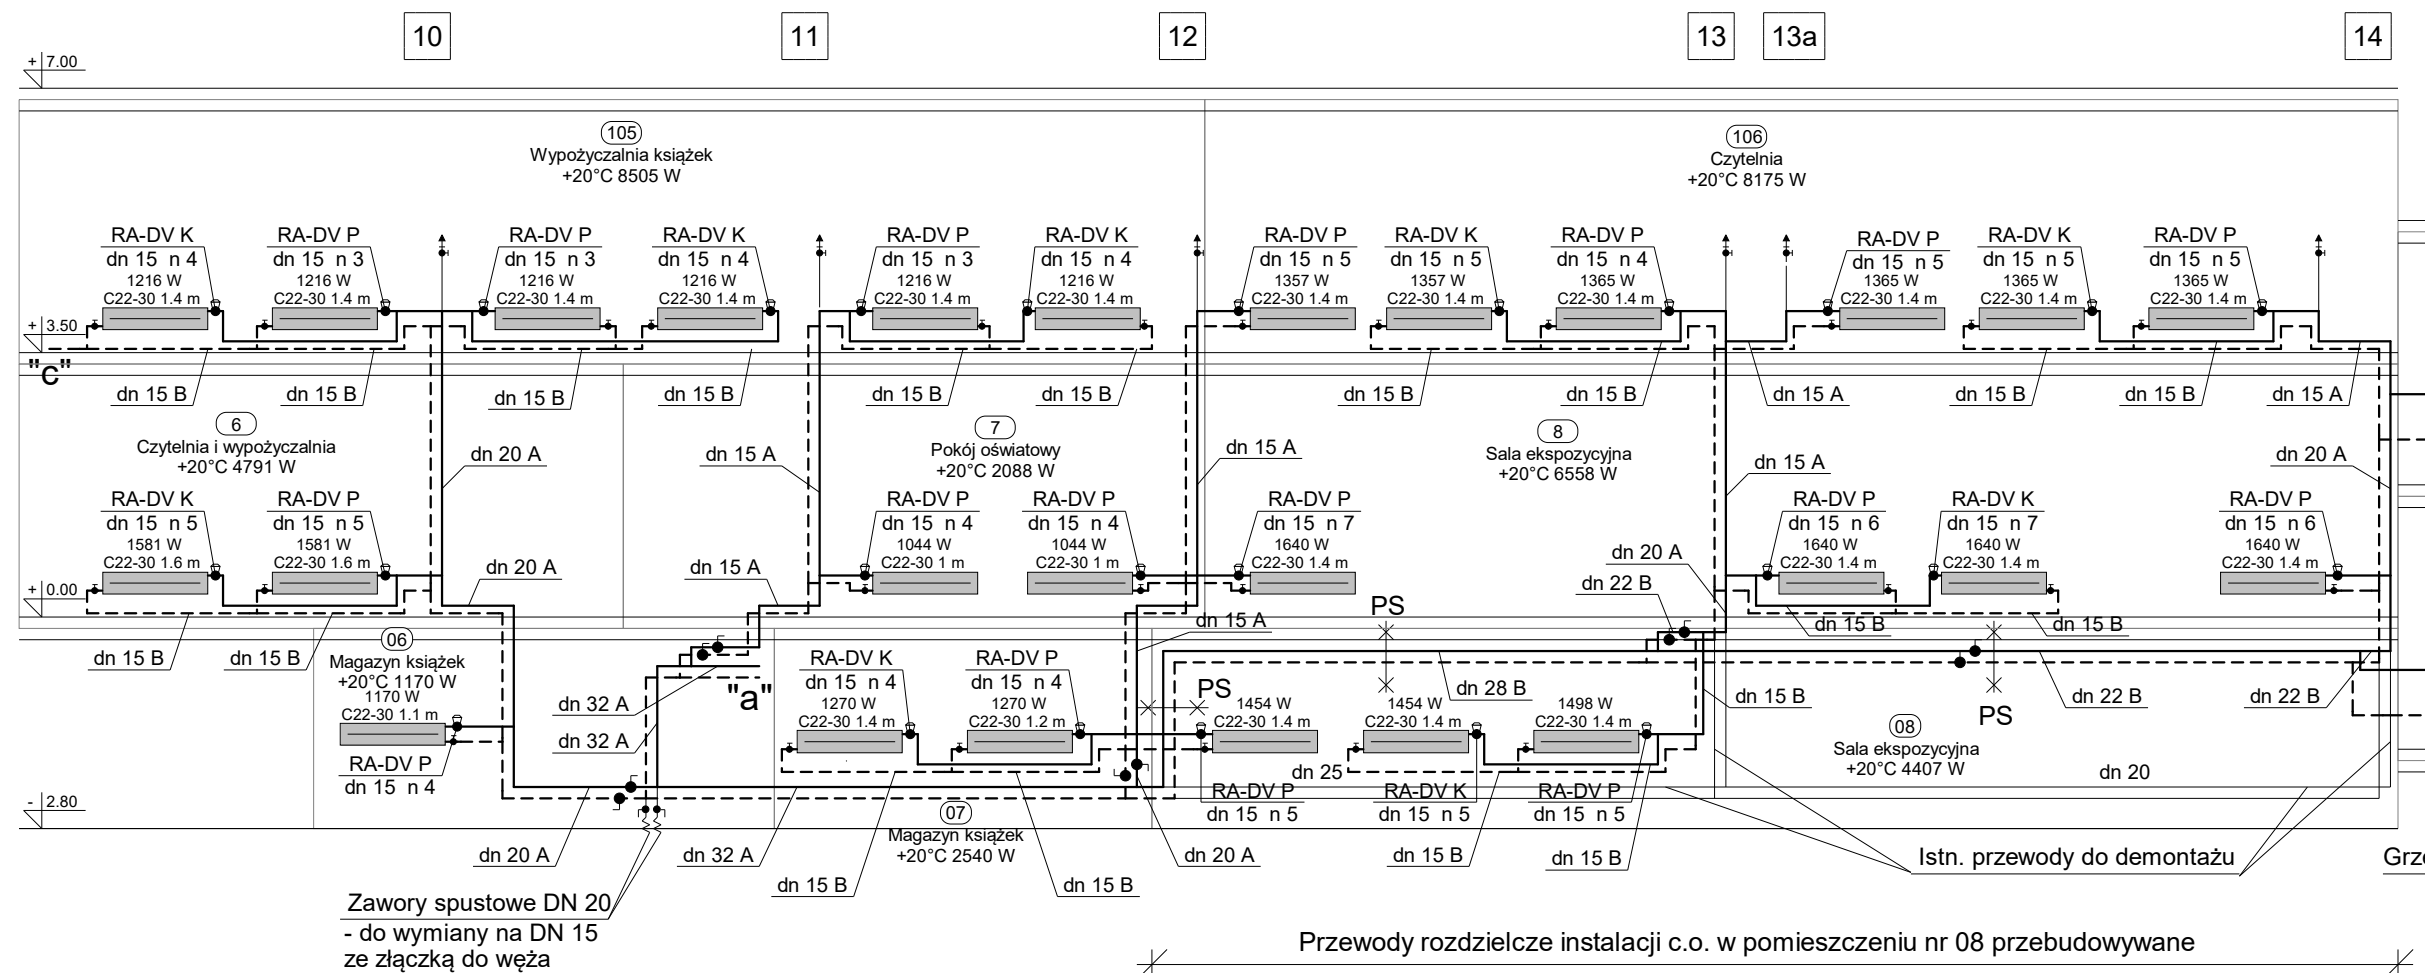 10
11
12
13
13a
14
+ 7.00
105
Wypożyczalnia książek
+20°C 8505 W
106
Czytelnia
+20°C 8175 W
RA-DV K
dn 15 n 4
1216 W
C22-30 1.4 m
RA-DV P
dn 15 n 3
1216 W
C22-30 1.4 m
RA-DV P
dn 15 n 3
1216 W
C22-30 1.4 m
RA-DV K
dn 15 n 4
1216 W
C22-30 1.4 m
RA-DV P
dn 15 n 3
1216 W
C22-30 1.4 m
RA-DV K
dn 15 n 4
1216 W
C22-30 1.4 m
RA-DV P
dn 15 n 5
1357 W
C22-30 1.4 m
RA-DV K
dn 15 n 5
1357 W
C22-30 1.4 m
RA-DV P
dn 15 n 4
1365 W
C22-30 1.4 m
RA-DV P
dn 15 n 5
1365 W
C22-30 1.4 m
RA-DV K
dn 15 n 5
1365 W
C22-30 1.4 m
RA-DV P
dn 15 n 5
1365 W
C22-30 1.4 m
+ 3.50
"c"
dn 15 B
dn 15 B
dn 15 B
dn 15 B
dn 15 B
dn 15 B
dn 15 B
dn 15 B
dn 15 A
dn 15 B
dn 15 B
dn 15 A
6
Czytelnia i wypożyczalnia
+20°C 4791 W
7
Pokój oświatowy
+20°C 2088 W
8
Sala ekspozycyjna
+20°C 6558 W
dn 20 A
dn 15 A
dn 15 A
dn 15 A
dn 20 A
RA-DV K
dn 15 n 5
1581 W
C22-30 1.6 m
RA-DV P
dn 15 n 5
1581 W
C22-30 1.6 m
RA-DV P
dn 15 n 4
1044 W
C22-30 1 m
RA-DV P
dn 15 n 4
1044 W
C22-30 1 m
RA-DV P
dn 15 n 7
1640 W
C22-30 1.4 m
RA-DV P
dn 15 n 6
1640 W
C22-30 1.4 m
RA-DV K
dn 15 n 7
1640 W
C22-30 1.4 m
RA-DV P
dn 15 n 6
1640 W
C22-30 1.4 m
dn 20 A
dn 15 A
dn 20 A
dn 22 B
+ 0.00
PS
dn 15 A
dn 15 B
dn 15 B
dn 15 B
dn 15 B
06
Magazyn książek
+20°C 1170 W
1170 W
C22-30 1.1 m
RA-DV P
dn 15 n 4
dn 32 A
dn 32 A
"a"
RA-DV K
dn 15 n 4
1270 W
C22-30 1.4 m
RA-DV P
dn 15 n 4
1270 W
C22-30 1.2 m
PS
1454 W
C22-30 1.4 m
1454 W
C22-30 1.4 m
1498 W
C22-30 1.4 m
dn 28 B
dn 15 B
dn 22 B
dn 22 B
PS
08
Sala ekspozycyjna
+20°C 4407 W
dn 25
dn 20
RA-DV P
dn 15 n 5
RA-DV K
dn 15 n 5
RA-DV P
dn 15 n 5
- 2.80
07
Magazyn książek
+20°C 2540 W
dn 20 A
dn 32 A
dn 15 B
dn 15 B
dn 20 A
dn 15 B
dn 15 B
Istn. przewody do demontażu
Zawory spustowe DN 20
- do wymiany na DN 15
ze złączką do węża
Przewody rozdzielcze instalacji c.o. w pomieszczeniu nr 08 przebudowywane